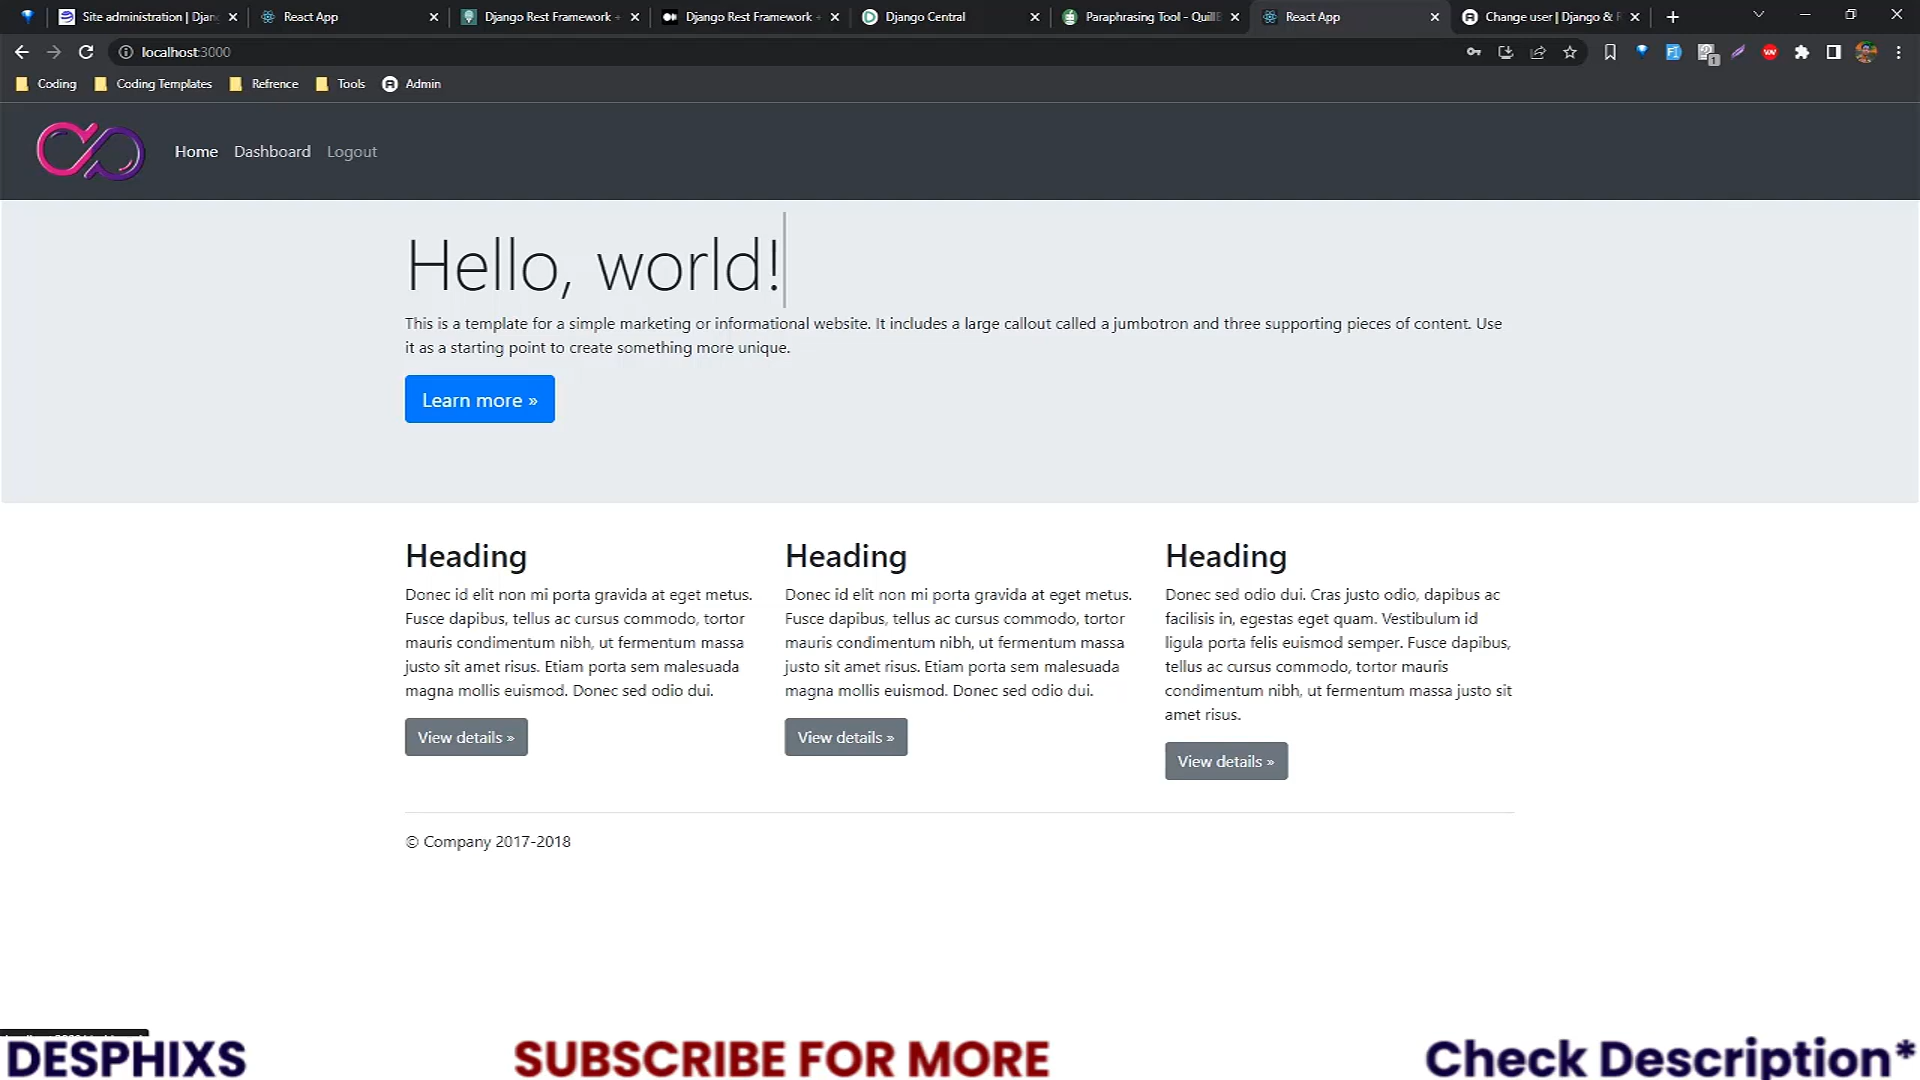 Site administration | Djan
React App
Django Rest Framework +
Django Rest Framework +
Django Central
Paraphrasing Tool - QuillB
React App
Change user | Django & R
localhost:3000
1
Coding
Coding Templates
Refrence
Tools
Admin
Home
Dashboard
Logout
Hello, world!
This is a template for a simple marketing or informational website. It includes a large callout called a jumbotron and three supporting pieces of content. Use
it as a starting point to create something more unique.
Learn more »
Heading
Donec id elit non mi porta gravida at eget metus.
Fusce dapibus, tellus ac cursus commodo, tortor
mauris condimentum nibh, ut fermentum massa
justo sit amet risus. Etiam porta sem malesuada
magna mollis euismod. Donec sed odio dui.
View details »
Heading
Donec id elit non mi porta gravida at eget metus.
Fusce dapibus, tellus ac cursus commodo, tortor
mauris condimentum nibh, ut fermentum massa
justo sit amet risus. Etiam porta sem malesuada
magna mollis euismod. Donec sed odio dui.
View details »
Heading
Donec sed odio dui. Cras justo odio, dapibus ac
facilisis in, egestas eget quam. Vestibulum id
ligula porta felis euismod semper. Fusce dapibus,
tellus ac cursus commodo, tortor mauris
condimentum nibh, ut fermentum massa justo sit
amet risus.
View details »
© Company 2017-2018
DESPHIXS
SUBSCRIBE FOR MORE
Check Description*